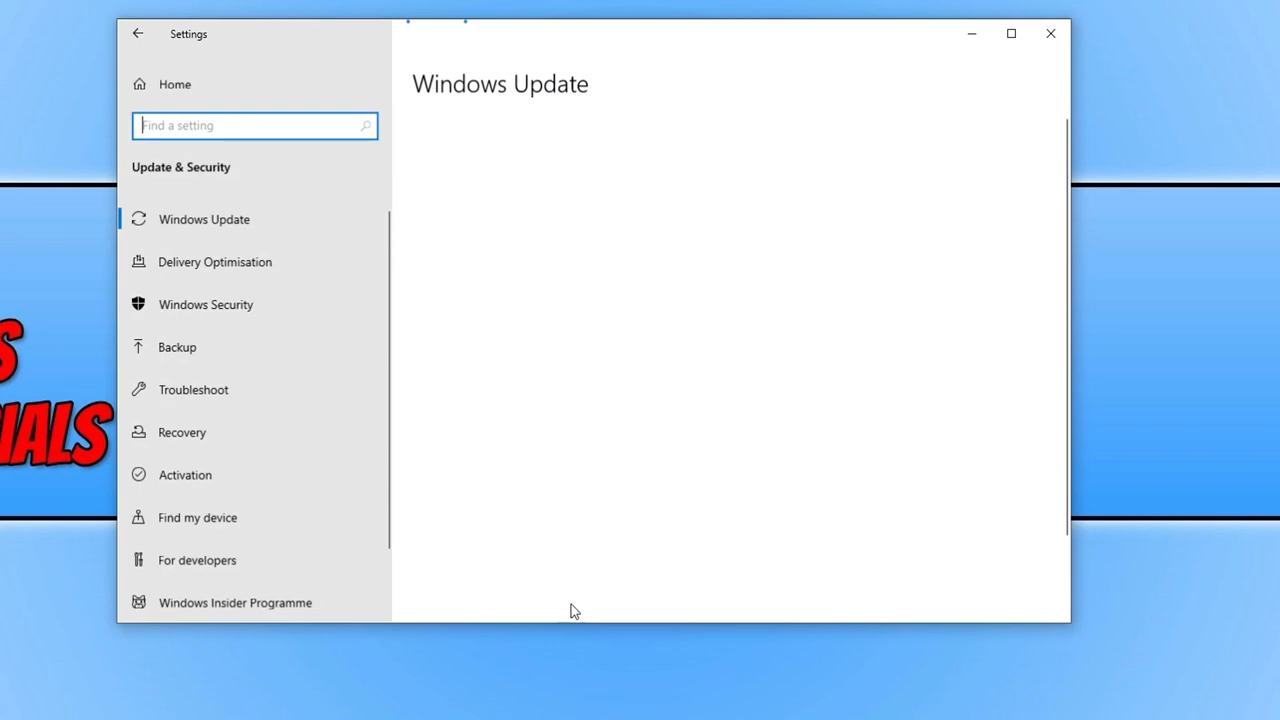 Settings
Home
Find a setting
Update & Security
Windows Update
Delivery Optimisation
Windows Security
Backup
Troubleshoot
Recovery
Activation
Find my device
For developers
Windows Insider Programme
Windows Update
S
IALS